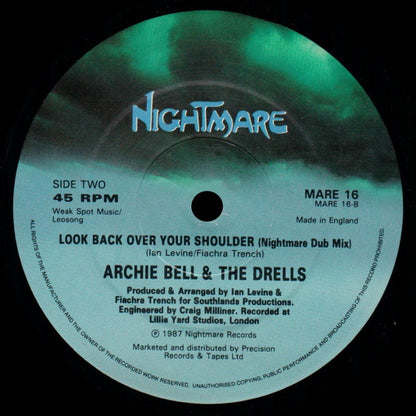 NIGHTMARE
SIDE TWO
45 RPM
Weak Spot Music/
Leosong
MARE 16
MARE 16-B
Made in England
LOOK BACK OVER YOUR SHOULDER (Nightmare Dub Mix)
(Ian Levine/Fiachra Trench)
ARCHIE BELL & THE DRELLS
Produced & Arranged by Ian Levine &
Fiachra Trench for Southlands Productions.
Engineered by Craig Milliner. Recorded at
Lillie Yard Studios, London
℗ 1987 Nightmare Records
Marketed and distributed by Precision
Records & Tapes Ltd
ALL RIGHTS OF THE MANUFACTURER AND THE OWNER OF THE RECORDED WORK RESERVED. UNAUTHORISED COPYING, PUBLIC PERFORMANCE AND BROADCASTING OF THIS RECORD PROHIBITED.